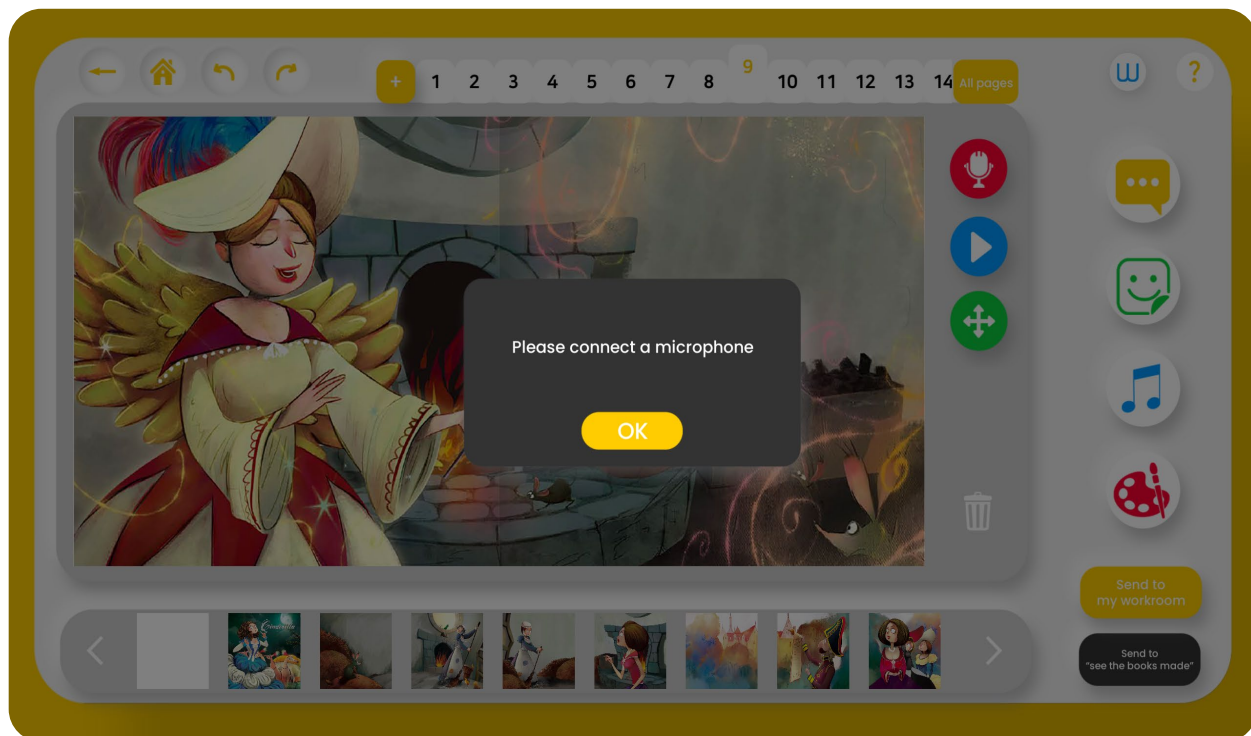 + 1 2 3 4 5 6 7 8 9 10 11 12 13 14 All pages
W ?
Please connect a microphone
OK
Send to
my workroom
Send to
"see the books made"